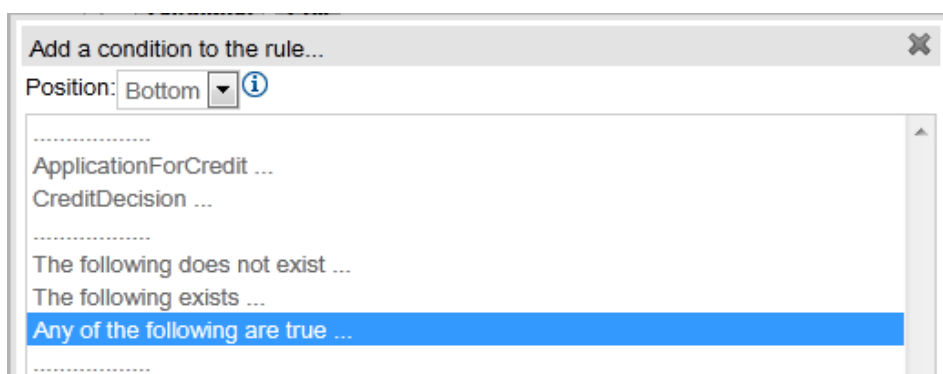 Add a condition to the rule...
Position: Bottom
..................
ApplicationForCredit ...
CreditDecision ...
..................
The following does not exist ...
The following exists ...
Any of the following are true ...
..................